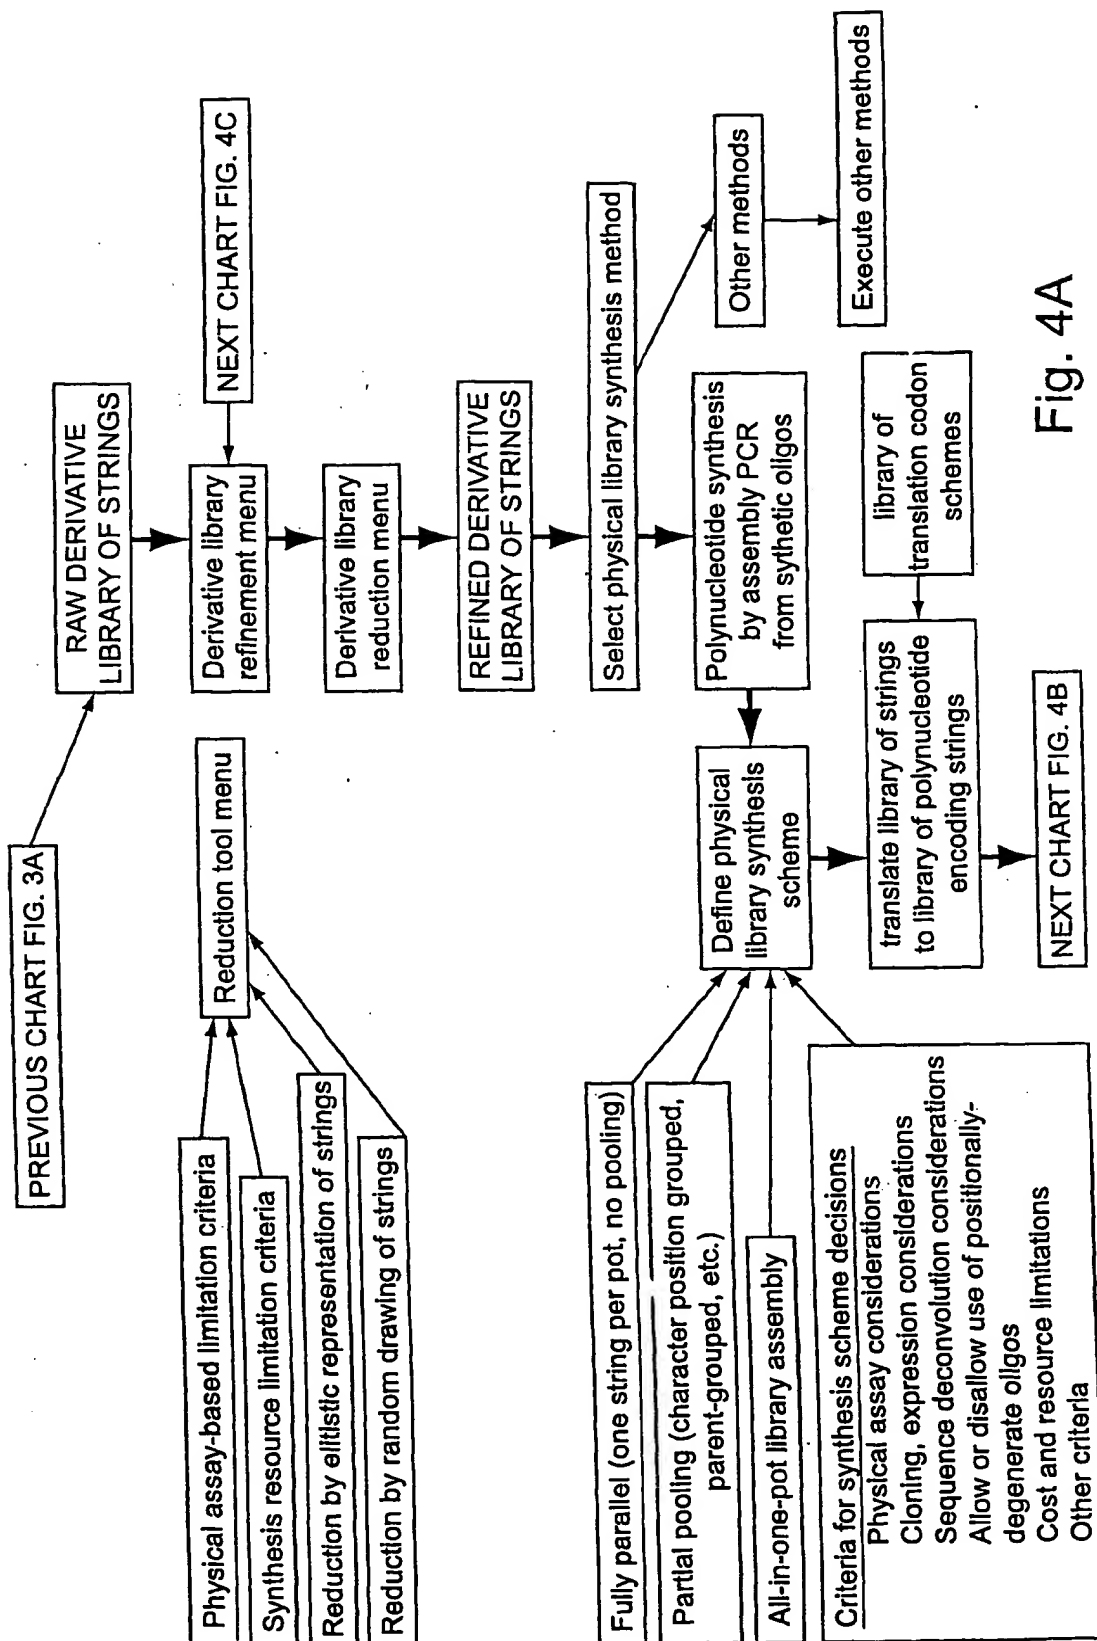 PREVIOUS CHART FIG. 3A
RAW DERIVATIVE
LIBRARY OF STRINGS
NEXT CHART FIG. 4C
Derivative library
refinement menu
Derivative library
reduction menu
REFINED DERIVATIVE
LIBRARY OF STRINGS
Select physical library synthesis method
Other methods
Execute other methods
Polynucleotide synthesis
by assembly PCR
from sythetic oligos
Reduction tool menu
Physical assay-based limitation criteria
Synthesis resource limitation criteria
Reduction by elitistic representation of strings
Reduction by random drawing of strings
Define physical
library synthesis
scheme
Fully parallel (one string per pot, no pooling)
Partial pooling (character position grouped,
parent-grouped, etc.)
All-in-one-pot library assembly
Criteria for synthesis scheme decisions
Physical assay considerations
Cloning, expression considerations
Sequence deconvolution considerations
Allow or disallow use of positionally-
degenerate oligos
Cost and resource limitations
Other criteria
library of
translation codon
schemes
translate library of strings
to library of polynucleotide
encoding strings
NEXT CHART FIG. 4B
Fig. 4A